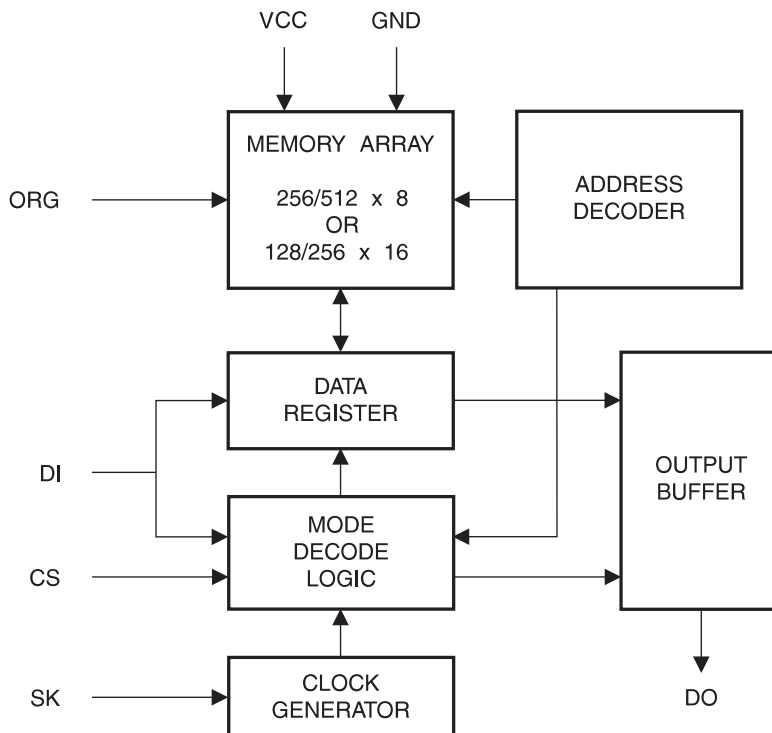 VCC
GND
MEMORY ARRAY
256/512 x 8
OR
128/256 x 16
ADDRESS
DECODER
ORG
DATA
REGISTER
OUTPUT
BUFFER
DI
MODE
DECODE
LOGIC
CS
CLOCK
GENERATOR
SK
DO